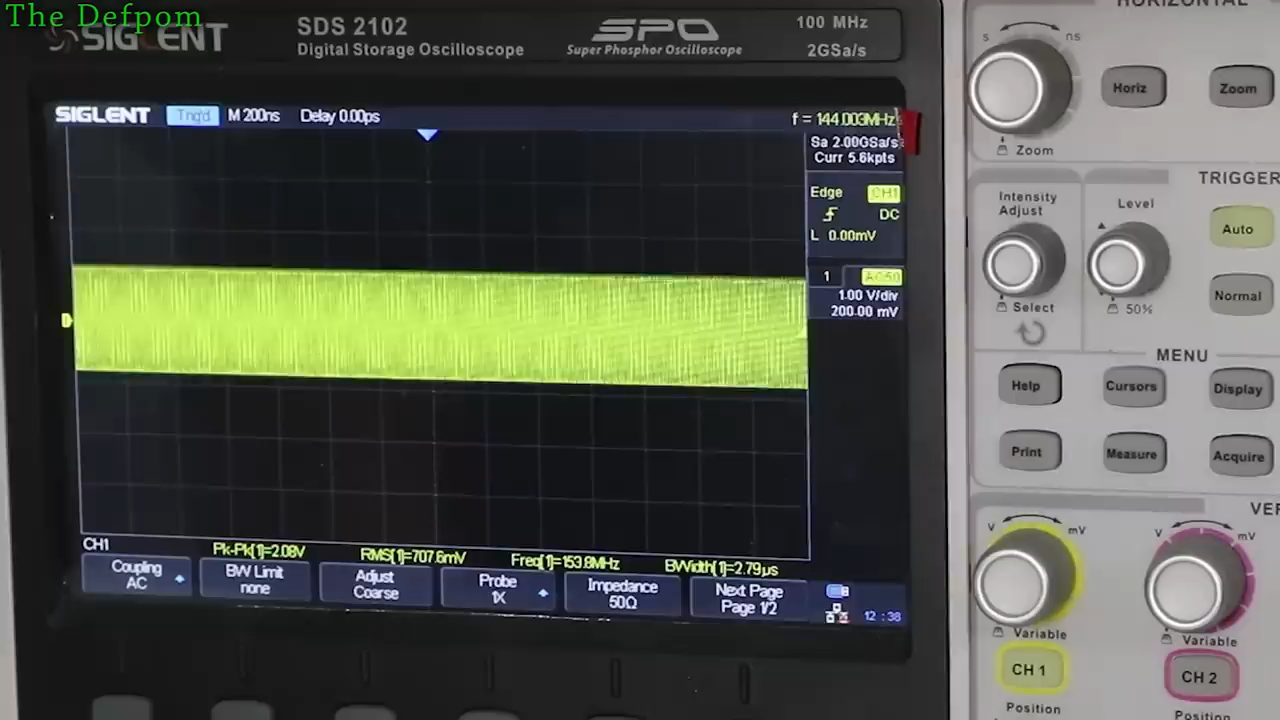 The Defpom
SIGLENT
SDS 2102
Digital Storage Oscilloscope
SPO
Super Phosphor Oscilloscope
100 MHz
2GSa/s
HORIZONTAL
s
ns
Zoom
Horiz
Zoom
SIGLENT
Trig'd
M 200ns
Delay 0.00ps
f = 144.003MHz
Sa 2.00GSa/s
Curr 5.6kpts
Edge
CH1
DC
L 0.00mV
1
AC50
1.00 V/div
200.00 mV
TRIGGER
Intensity
Adjust
Select
Level
50%
Auto
Normal
MENU
Help
Cursors
Display
Print
Measure
Acquire
CH1
Pk-Pk[1]=2.08V
RMS[1]=707.6mV
Freq[1]=153.8MHz
BWidth[1]=2.79µs
Coupling
AC
BW Limit
none
Adjust
Coarse
Probe
1X
Impedance
50Ω
Next Page
Page 1/2
12 : 38
VER
V
mV
V
mV
Variable
Variable
CH 1
CH 2
Position
Position